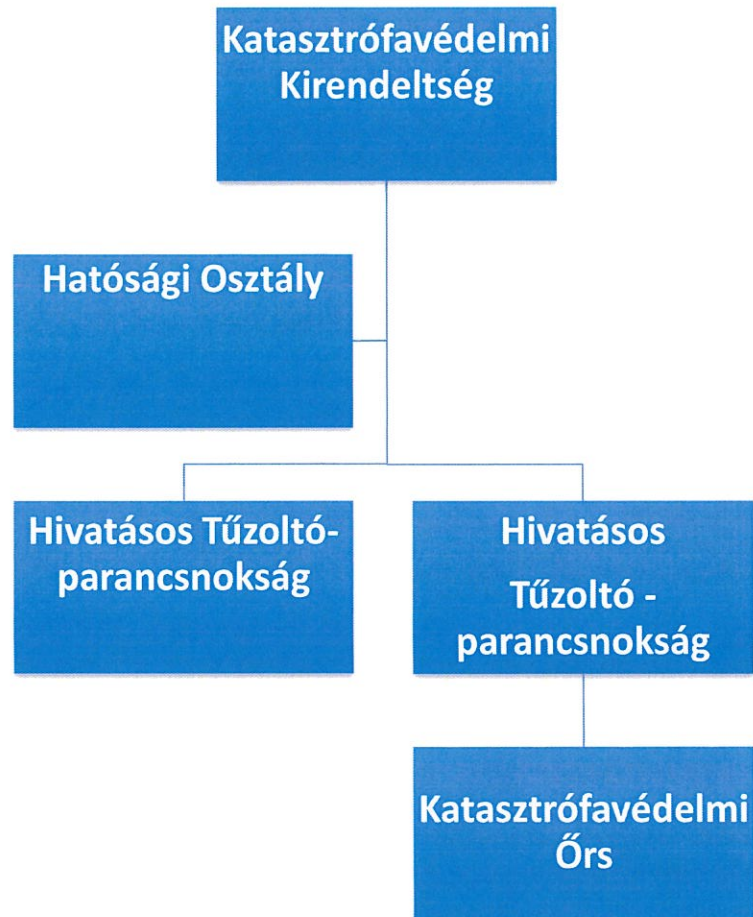 Katasztrófavédelmi
Kirendeltség
Hatósági Osztály
Hivatásos Tűzoltó-
parancsnokság
Hivatásos
Tűzoltó -
parancsnokság
Katasztrófavédelmi
Őrs